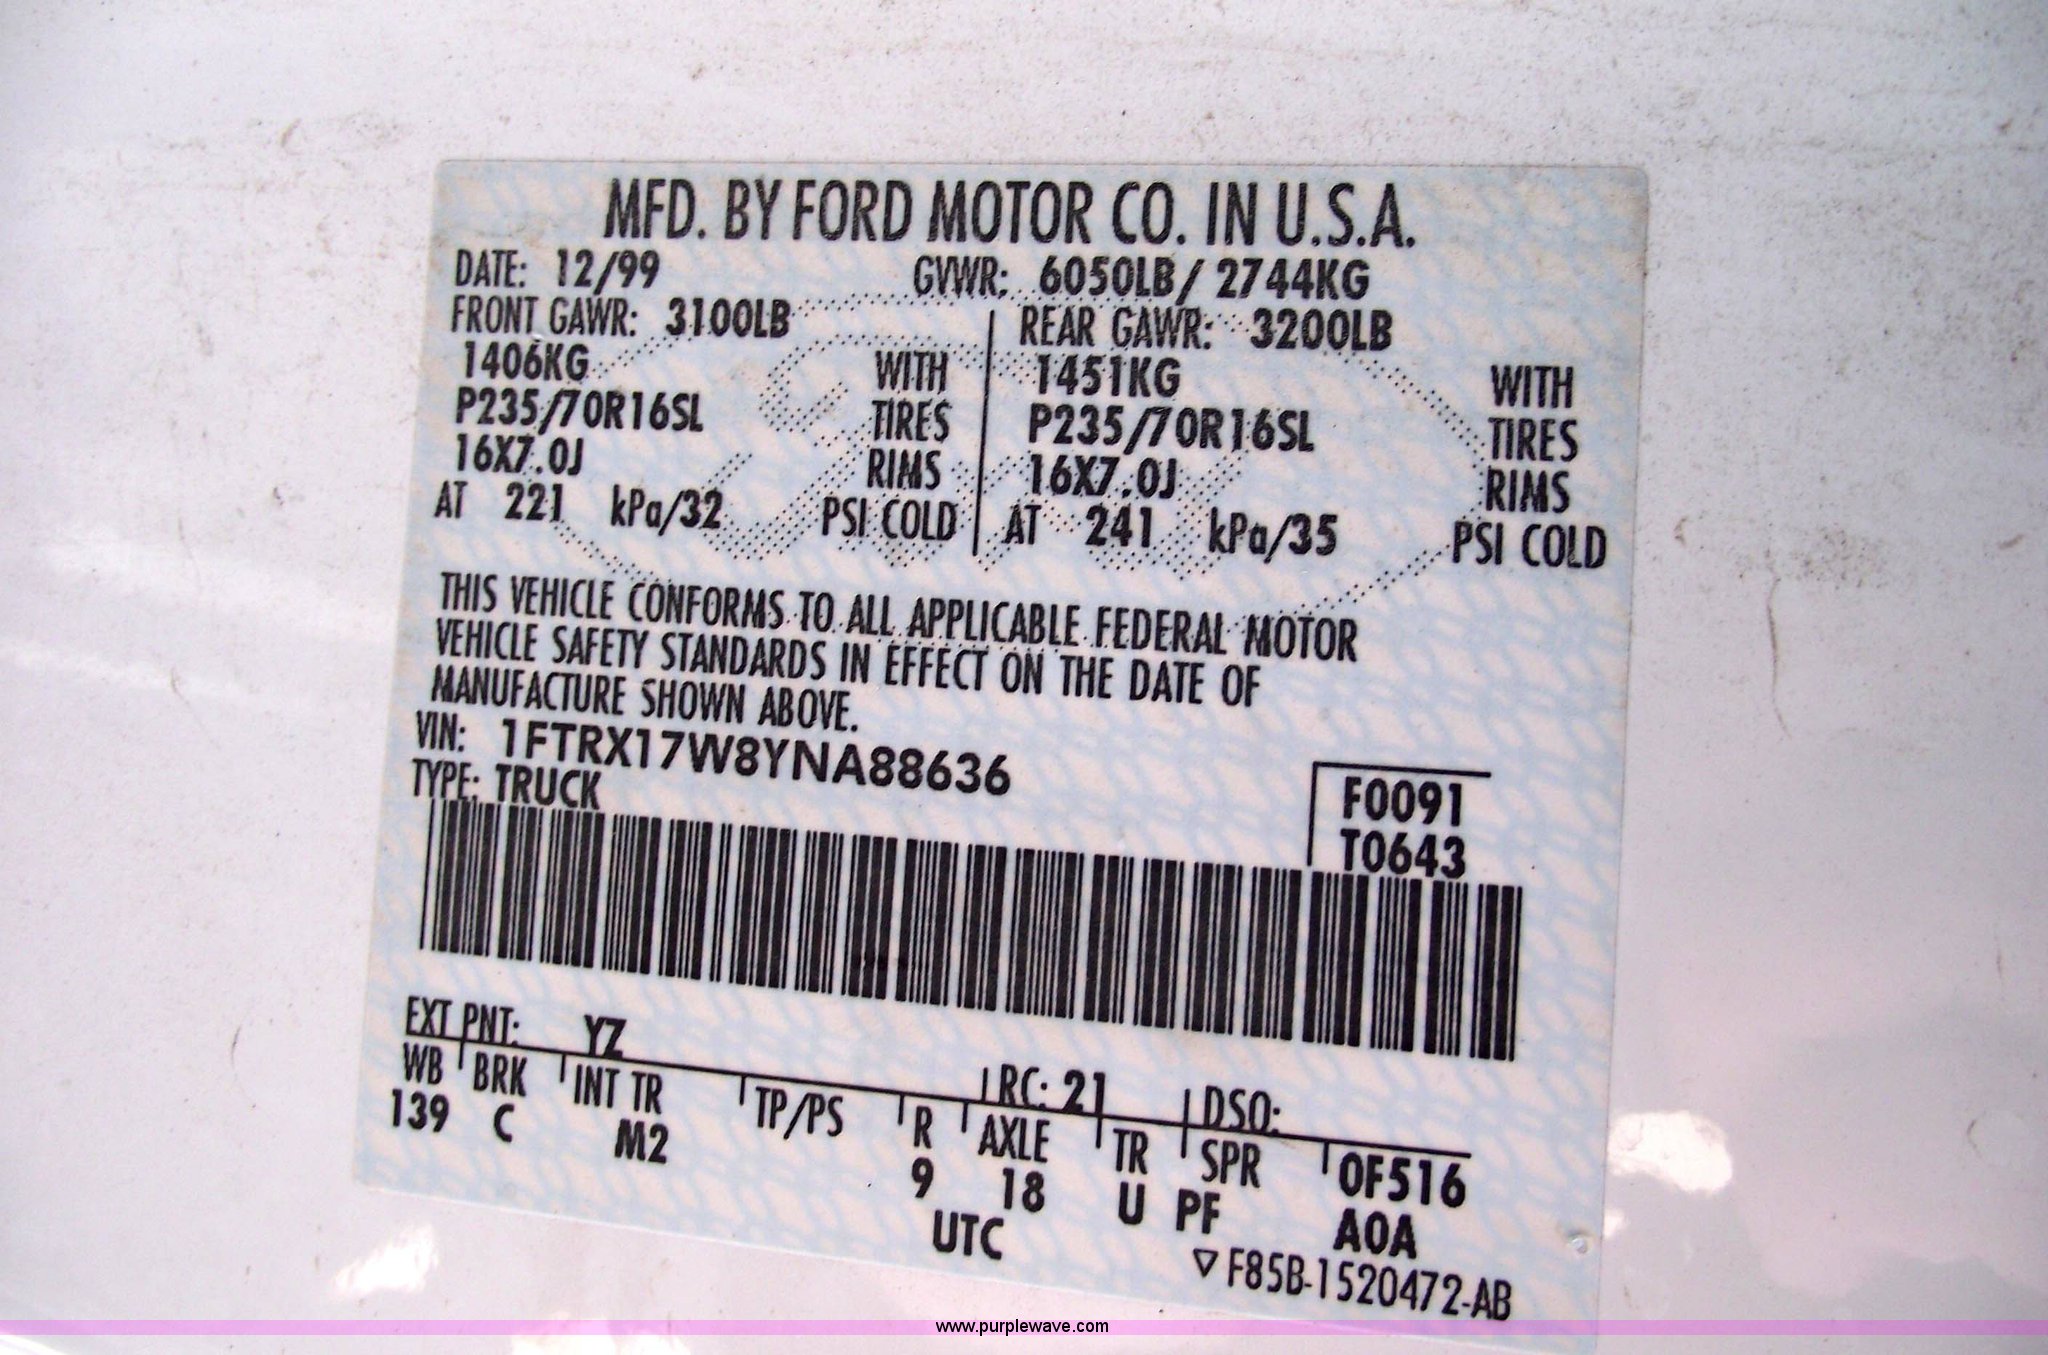 MFD. BY FORD MOTOR CO. IN U.S.A.
DATE: 12/99 GVWR: 6050LB/ 2744KG
FRONT GAWR: 3100LB REAR GAWR: 3200LB
1406KG WITH 1451KG WITH
P235/70R16SL TIRES P235/70R16SL TIRES
16X7.0J RIMS 16X7.0J RIMS
AT 221 kPa/32 PSI COLD AT 241 kPa/35 PSI COLD
THIS VEHICLE CONFORMS TO ALL APPLICABLE FEDERAL MOTOR
VEHICLE SAFETY STANDARDS IN EFFECT ON THE DATE OF
MANUFACTURE SHOWN ABOVE.
VIN: 1FTRX17W8YNA88636
TYPE: TRUCK
F0091
T0643
EXT PNT: YZ RC: 21 DSO:
WB BRK INT TR TP/PS R AXLE TR SPR 0F516
139 C M2 9 18 U PF A0A
UTC
▽ F85B-1520472-AB
www.purplewave.com